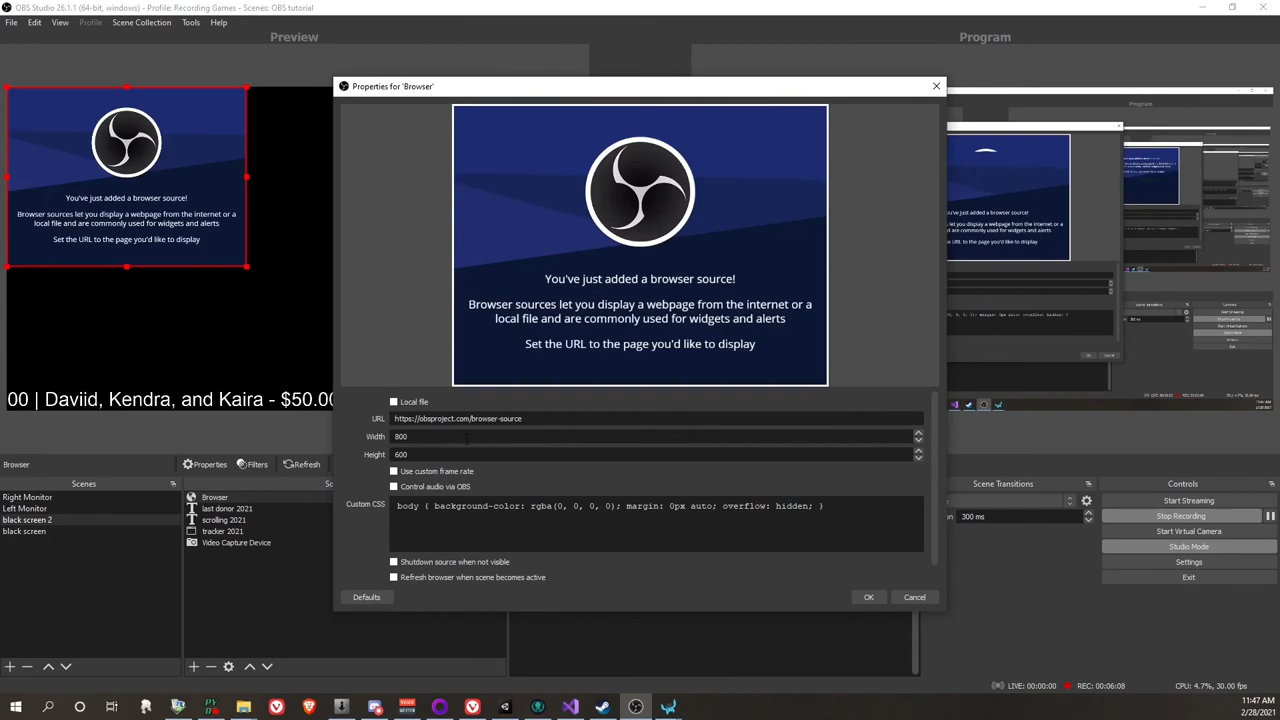 OBS Studio 26.1.1 (64-bit, windows) - Profile: Recording Games - Scenes: OBS tutorial
File Edit View Profile Scene Collection Tools Help
Preview
Program
Properties for 'Browser'
Program
You've just added a browser source!
Browser sources let you display a webpage from the internet or a
local file and are commonly used for widgets and alerts
Set the URL to the page you'd like to display
You've just added a browser source!
Browser sources let you display a webpage from the internet or a
local file and are commonly used for widgets and alerts
Set the URL to the page you'd like to display
00 | Daviid, Kendra, and Kaira - $50.00
Local file
URL https://obsproject.com/browser-source
Width 800
Height 600
Use custom frame rate
Control audio via OBS
Custom CSS body { background-color: rgba(0, 0, 0, 0); margin: 0px auto; overflow: hidden; }
Shutdown source when not visible
Refresh browser when scene becomes active
Defaults OK Cancel
Browser Properties Filters Refresh
Scenes
Right Monitor
Left Monitor
black screen 2
black screen
Browser
last donor 2021
scrolling 2021
tracker 2021
Video Capture Device
Scene Transitions
300 ms
Controls
Start Streaming
Stop Recording
Start Virtual Camera
Studio Mode
Settings
Exit
LIVE: 00:00:00 REC: 00:06:08 CPU: 4.7%, 30.00 fps
11:47 AM
2/28/2021